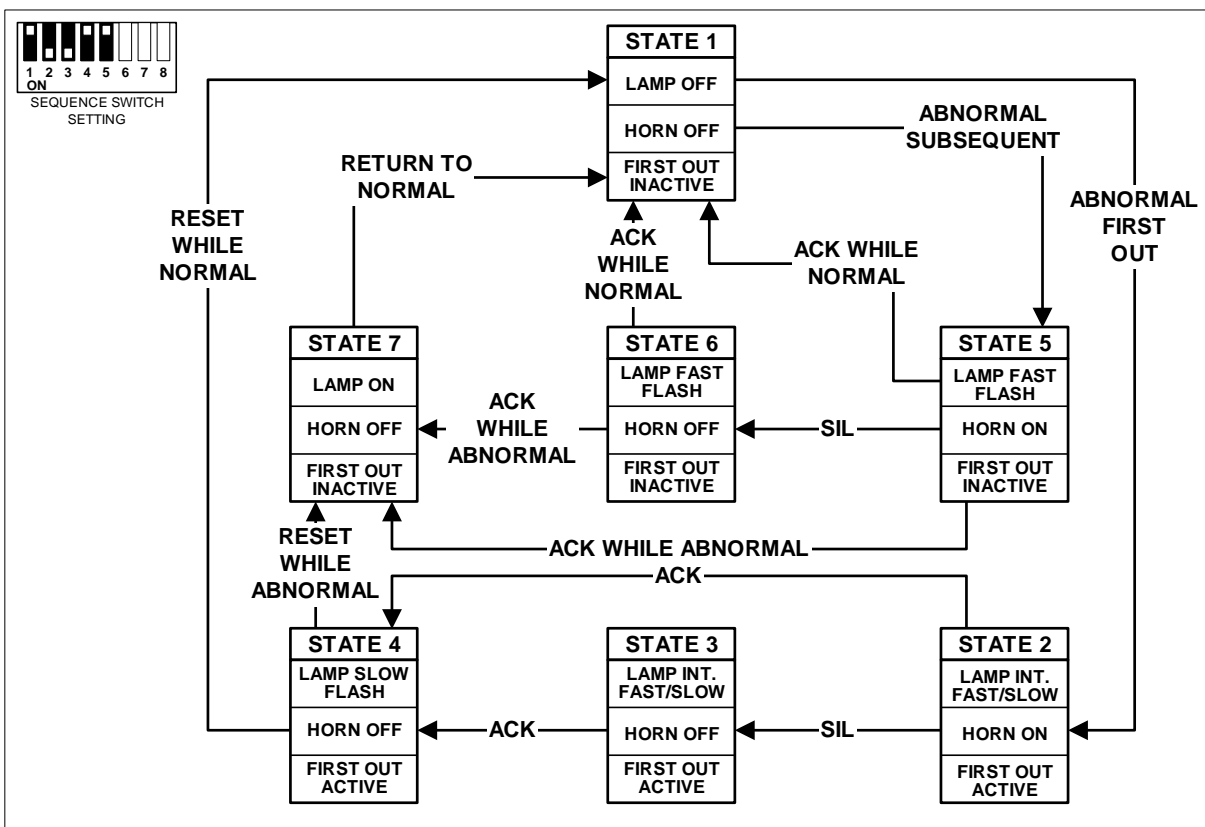 1 2 3 4 5 6 7 8
ON
SEQUENCE SWITCH
SETTING
STATE 1
LAMP OFF
HORN OFF
FIRST OUT
INACTIVE
ABNORMAL
SUBSEQUENT
ABNORMAL
FIRST
OUT
RETURN TO
NORMAL
RESET
WHILE
NORMAL
ACK
WHILE
NORMAL
ACK WHILE
NORMAL
STATE 7
LAMP ON
HORN OFF
FIRST OUT
INACTIVE
ACK
WHILE
ABNORMAL
STATE 6
LAMP FAST
FLASH
HORN OFF
FIRST OUT
INACTIVE
SIL
STATE 5
LAMP FAST
FLASH
HORN ON
FIRST OUT
INACTIVE
RESET
WHILE
ABNORMAL
ACK WHILE ABNORMAL
ACK
STATE 4
LAMP SLOW
FLASH
HORN OFF
FIRST OUT
ACTIVE
ACK
STATE 3
LAMP INT.
FAST/SLOW
HORN OFF
FIRST OUT
ACTIVE
SIL
STATE 2
LAMP INT.
FAST/SLOW
HORN ON
FIRST OUT
ACTIVE